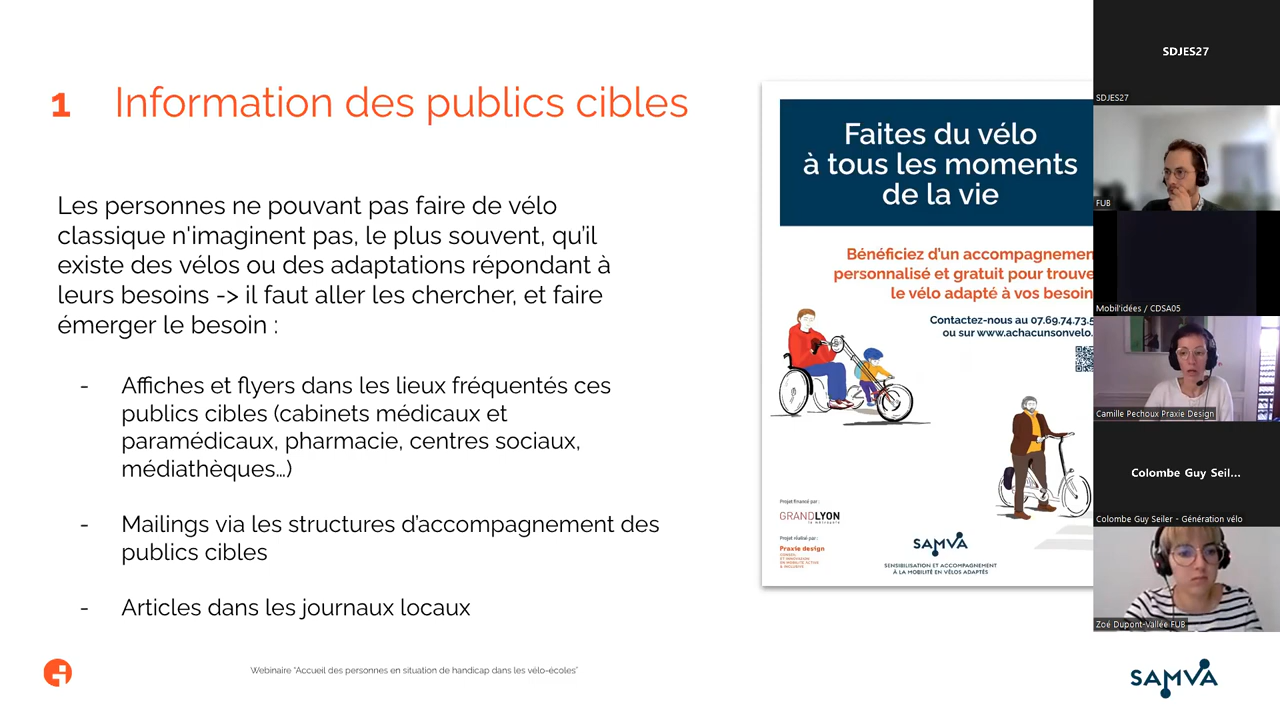 1 Information des publics cibles
Les personnes ne pouvant pas faire de vélo
classique n'imaginent pas, le plus souvent, qu'il
existe des vélos ou des adaptations répondant à
leurs besoins -> il faut aller les chercher, et faire
émerger le besoin :
- Affiches et flyers dans les lieux fréquentés ces
publics cibles (cabinets médicaux et
paramédicaux, pharmacie, centres sociaux,
médiathèques…)
- Mailings via les structures d'accompagnement des
publics cibles
- Articles dans les journaux locaux
Webinaire "Accueil des personnes en situation de handicap dans les vélo-écoles"
Faites du vélo
à tous les moments
de la vie
Bénéficiez d'un accompagnemen
personnalisé et gratuit pour trouve
le vélo adapté à vos besoin
Contactez-nous au 07.69.74.73.5
ou sur www.achacunsonvelo.
Projet financé par :
GRANDLYON
la métropole
Projet réalisé par :
Praxie design
CONSEIL
ET INNOVATION
EN MOBILITÉ ACTIVE
& INCLUSIVE
SAMVA
SENSIBILISATION ET ACCOMPAGNEMENT
À LA MOBILITÉ EN VÉLOS ADAPTÉS
SDJES27
SDJES27
FUB
Mobil'idées / CDSA05
Camille Pechoux Praxie Design
Colombe Guy Seil...
Colombe Guy Seiler - Génération vélo
Zoé Dupont-Vallée FUB
SAMVA